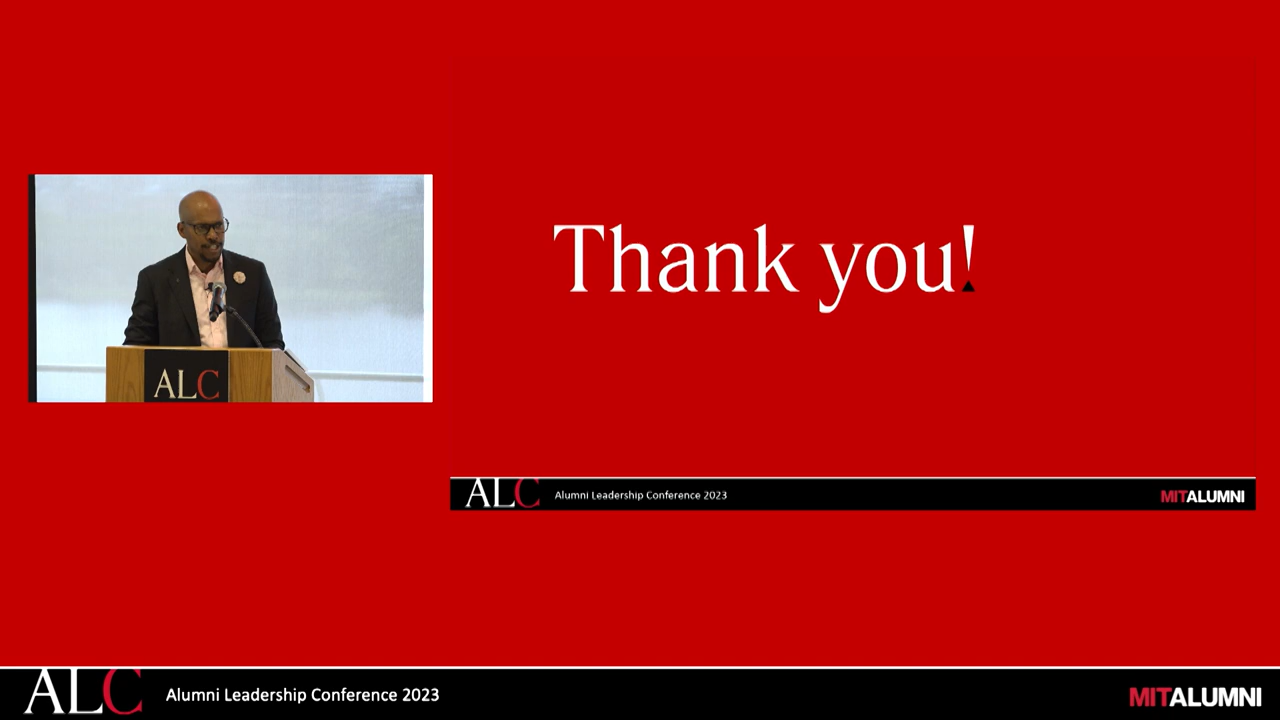 Thank you!
ALC
ALC Alumni Leadership Conference 2023 MITALUMNI
ALC Alumni Leadership Conference 2023 MITALUMNI